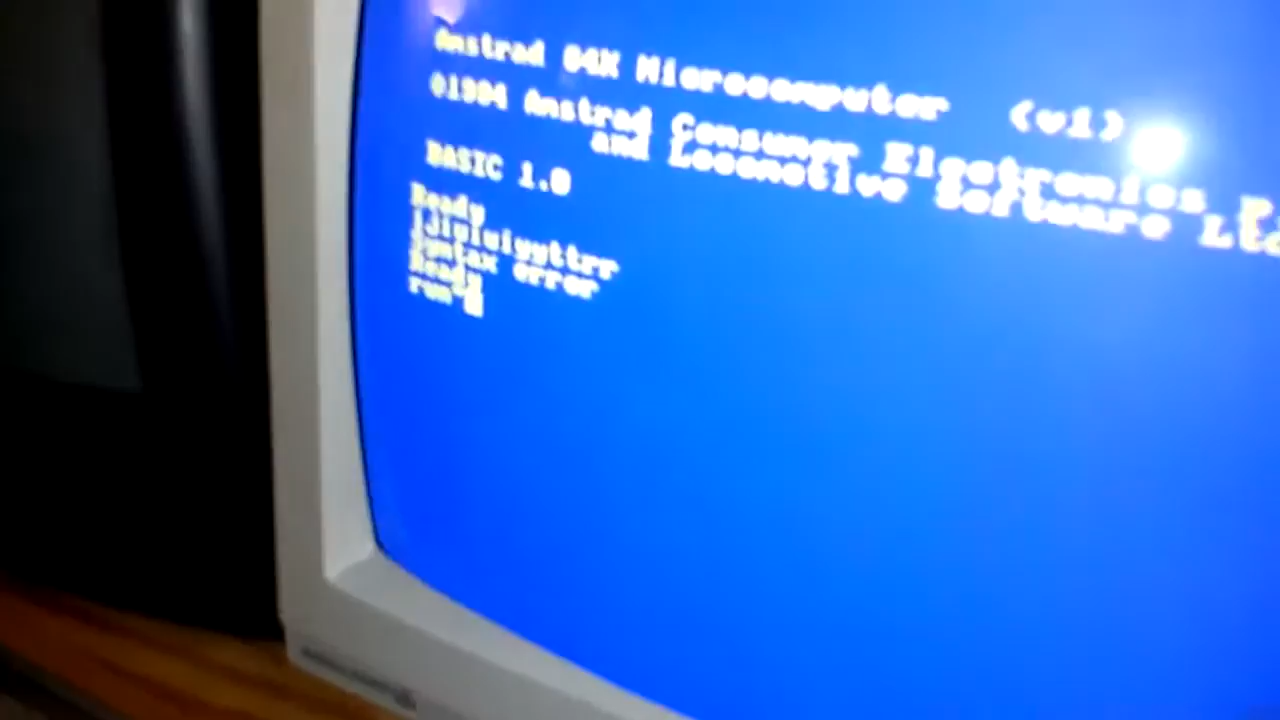 Amstrad 64K Microcomputer (v1)
©1984 Amstrad Consumer Electronics
and Locomotive Software Ltd
BASIC 1.0
Ready
Syntax error
Ready
run"